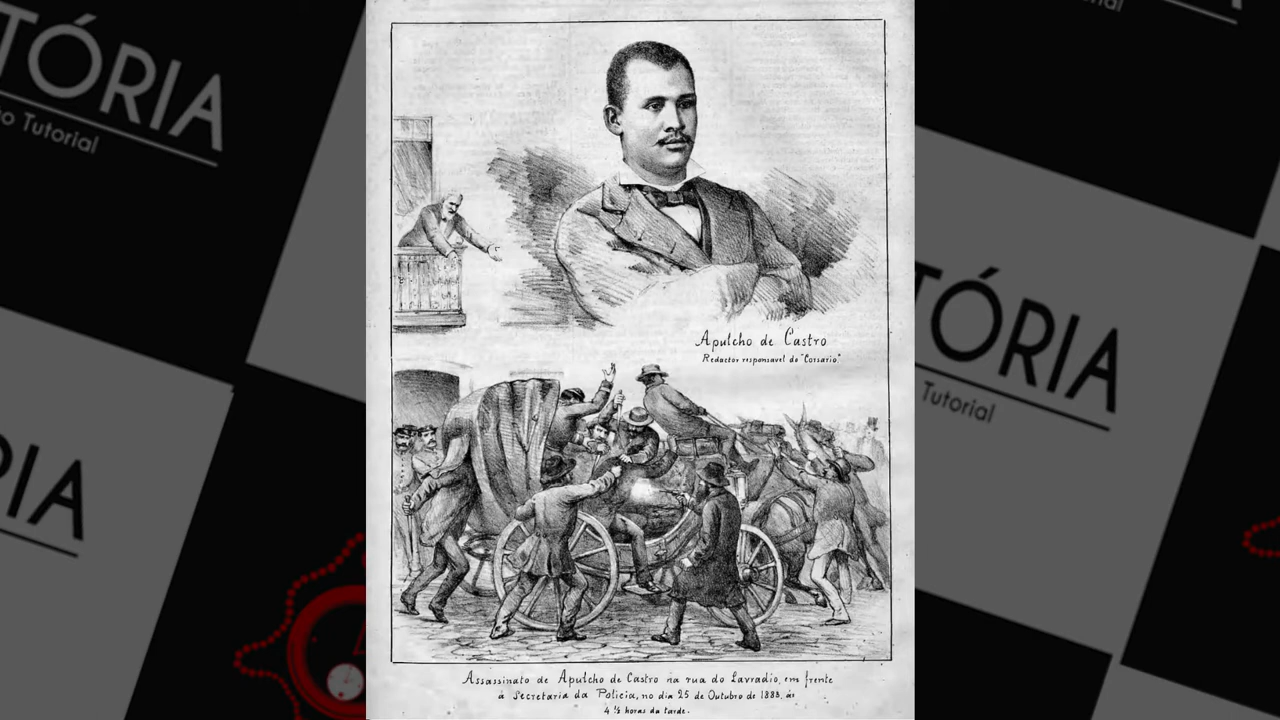 TÓRIA
no Tutorial
Apulcho de Castro
Redactor responsavel do "Corsario"
TÓRIA
Tutorial
Assassinato de Apulcho de Castro na rua do Lavradio, em frente
á Secretaria da Policia, no dia 25 de Outubro de 1883, ás
4 ½ horas da tarde.